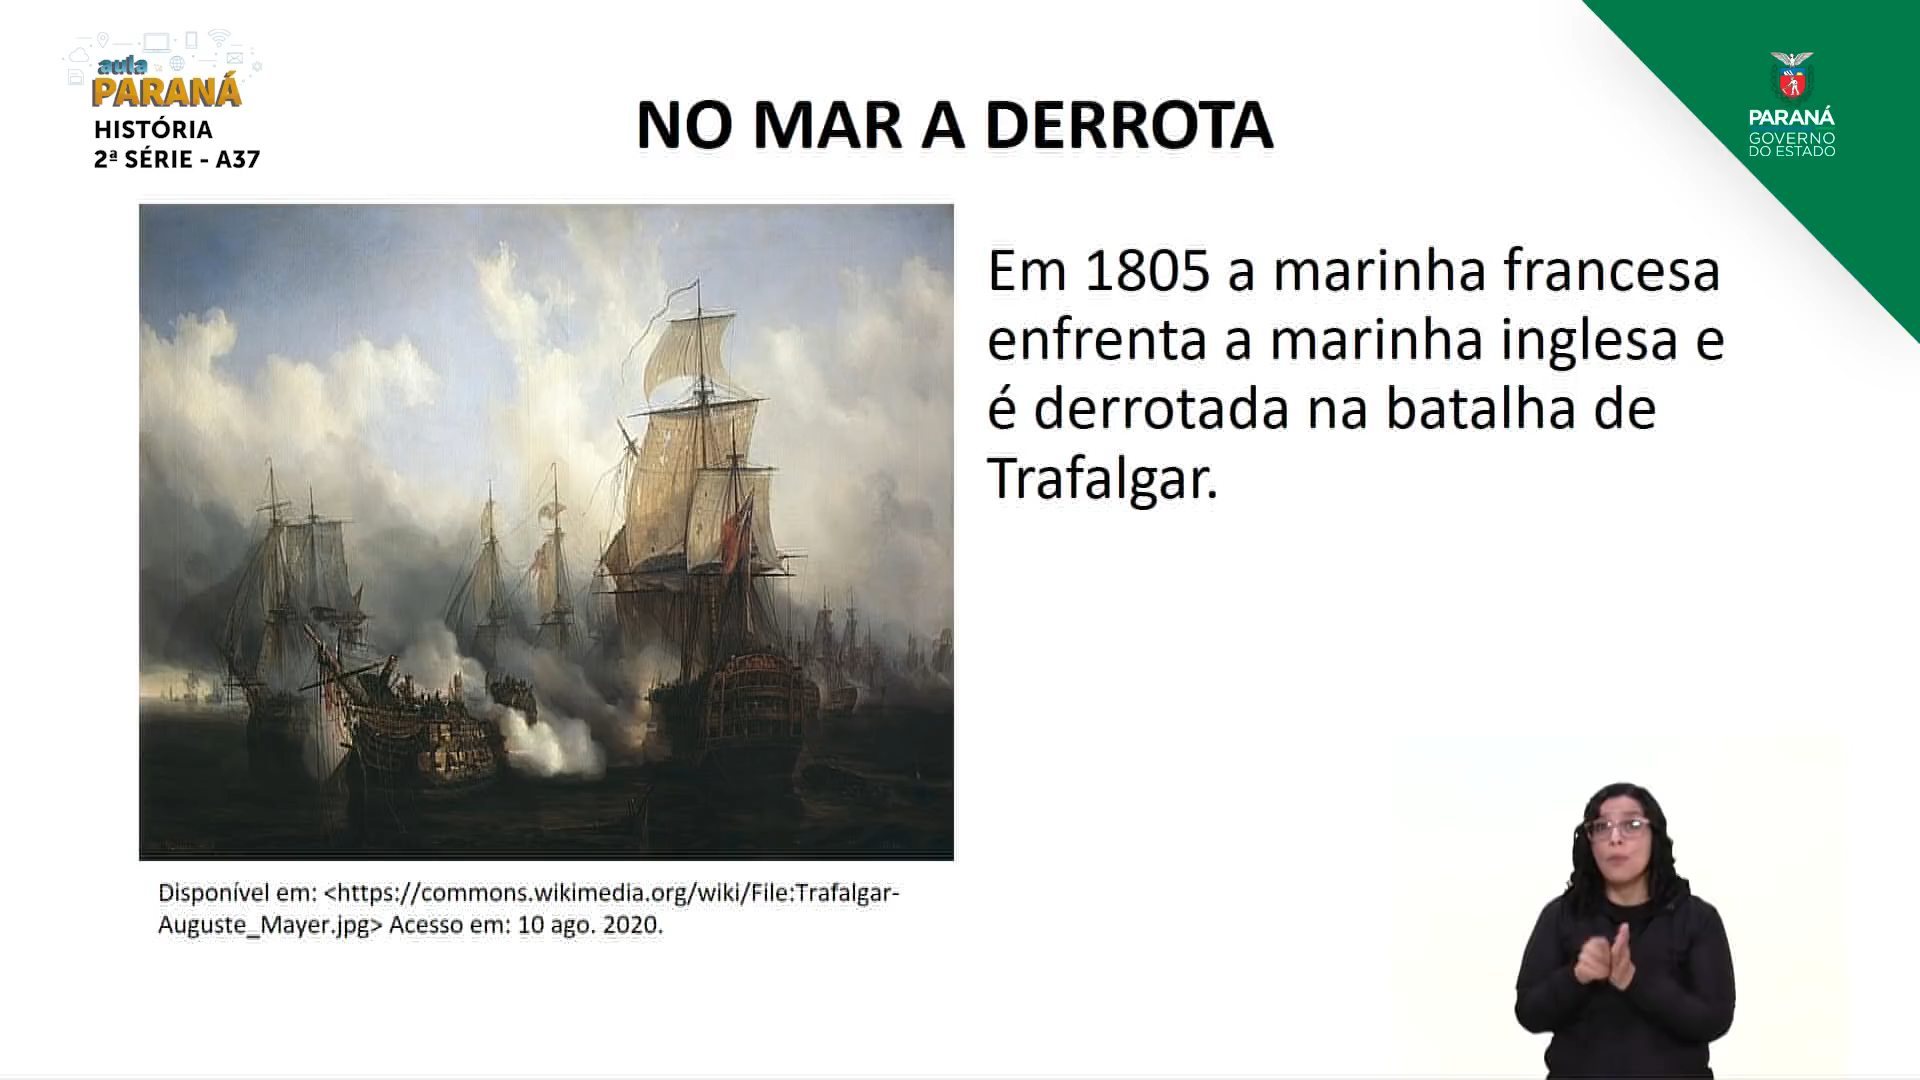 aula
PARANÁ
HISTÓRIA
2ª SÉRIE - A37
NO MAR A DERROTA
PARANÁ
GOVERNO
DO ESTADO
Em 1805 a marinha francesa
enfrenta a marinha inglesa e
é derrotada na batalha de
Trafalgar.
Disponível em: <https://commons.wikimedia.org/wiki/File:Trafalgar-
Auguste_Mayer.jpg> Acesso em: 10 ago. 2020.